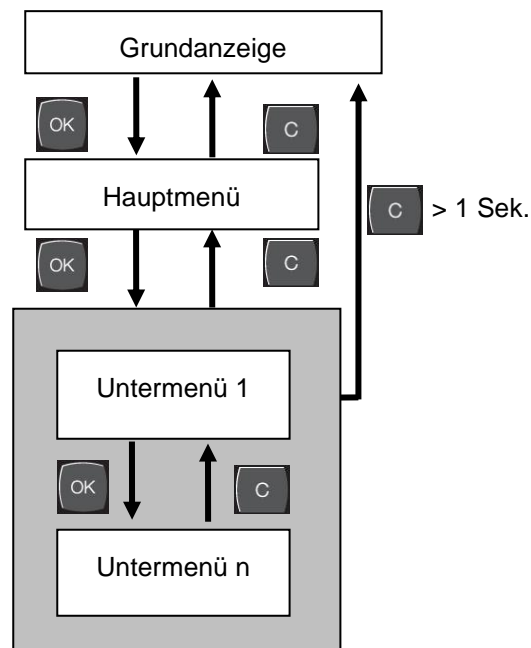 Grundanzeige
OK
C
Hauptmenü
C > 1 Sek.
OK
C
Untermenü 1
OK
C
Untermenü n